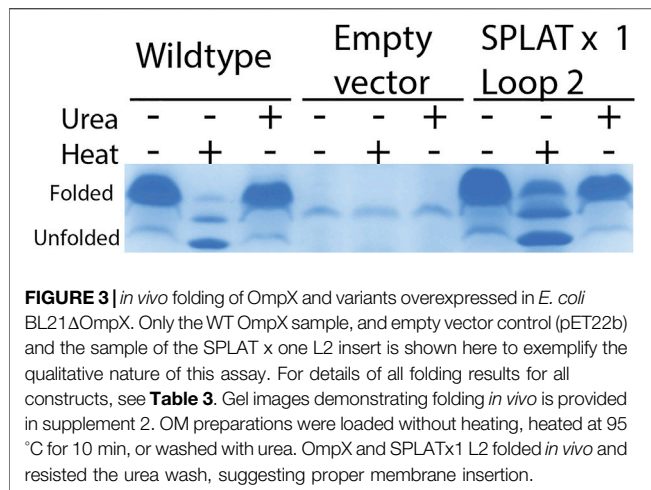 Wildtype Empty vector SPLAT x 1 Loop 2
Urea - - + - - + - - +
Heat - + - - + - - + -
Folded
Unfolded
FIGURE 3 | in vivo folding of OmpX and variants overexpressed in E. coli
BL21ΔOmpX. Only the WT OmpX sample, and empty vector control (pET22b)
and the sample of the SPLAT x one L2 insert is shown here to exemplify the
qualitative nature of this assay. For details of all folding results for all
constructs, see Table 3. Gel images demonstrating folding in vivo is provided
in supplement 2. OM preparations were loaded without heating, heated at 95
°C for 10 min, or washed with urea. OmpX and SPLATx1 L2 folded in vivo and
resisted the urea wash, suggesting proper membrane insertion.